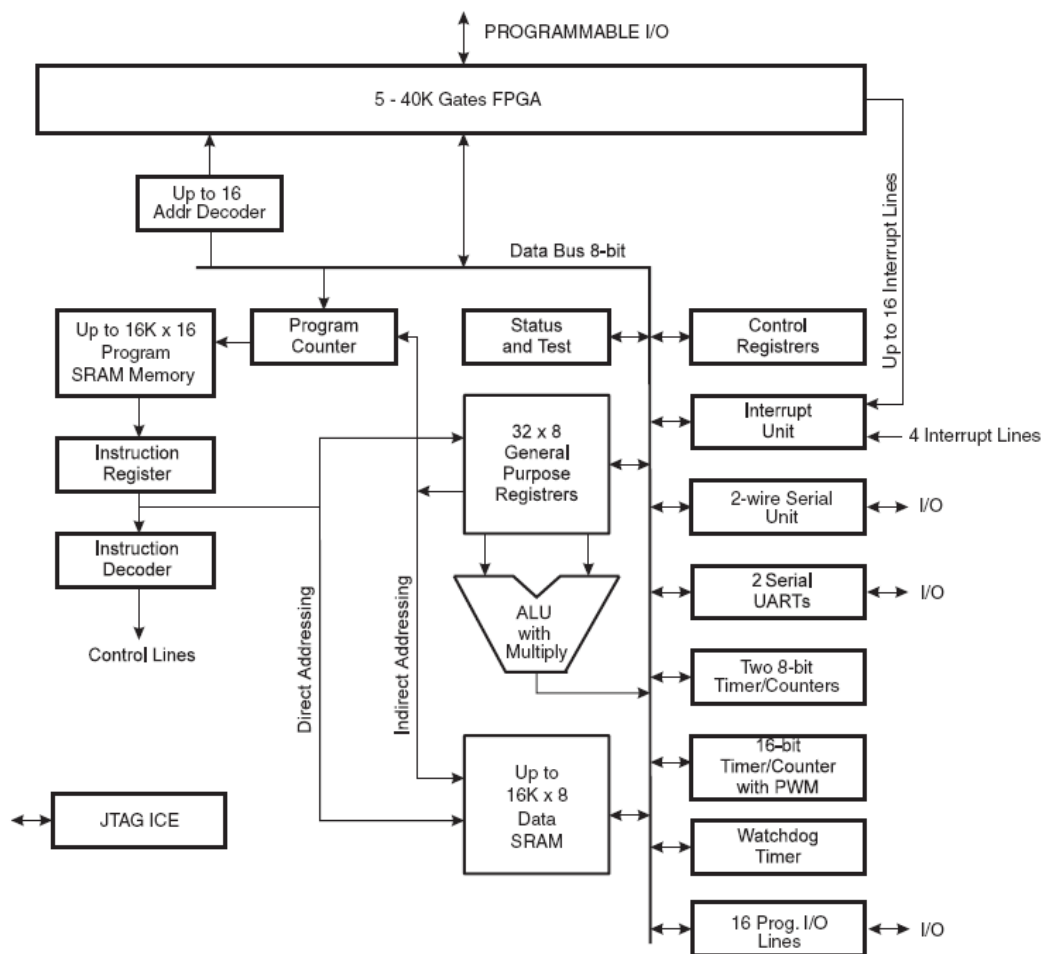 PROGRAMMABLE I/O
5 - 40K Gates FPGA
Up to 16
Addr Decoder
Up to 16 Interrupt Lines
Data Bus 8-bit
Up to 16K x 16
Program
SRAM Memory
Program
Counter
Status
and Test
Control
Registrers
Instruction
Register
32 x 8
General
Purpose
Registrers
Interrupt
Unit
4 Interrupt Lines
2-wire Serial
Unit
I/O
Instruction
Decoder
Control Lines
Direct Addressing
Indirect Addressing
ALU
with
Multiply
2 Serial
UARTs
I/O
Two 8-bit
Timer/Counters
16-bit
Timer/Counter
with PWM
JTAG ICE
Up to
16K x 8
Data
SRAM
Watchdog
Timer
16 Prog. I/O
Lines
I/O